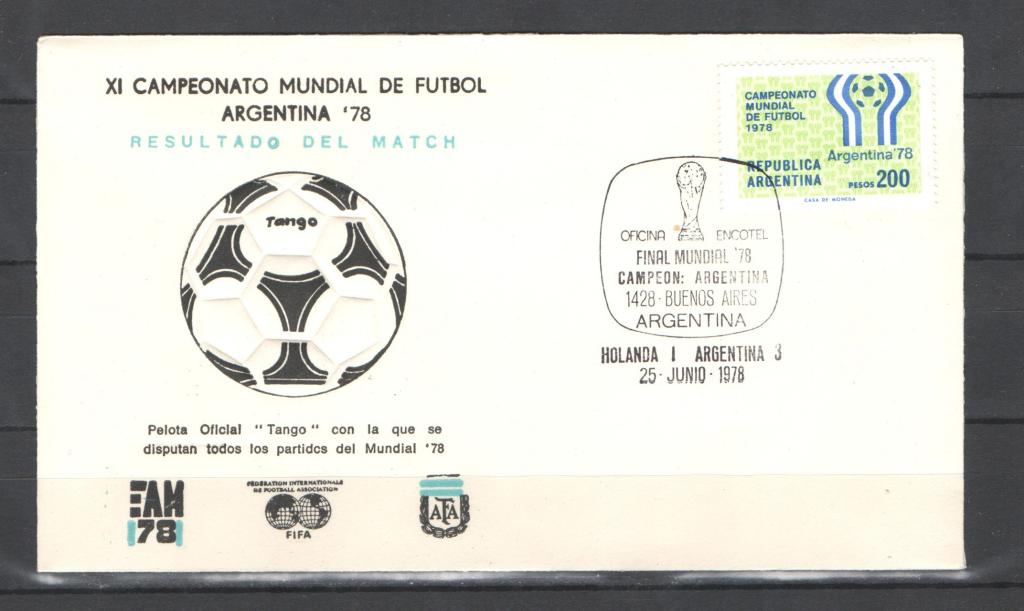 XI CAMPEONATO MUNDIAL DE FUTBOL
ARGENTINA '78
RESULTADO DEL MATCH
Tango
Pelota Oficial "Tango" con la que se
disputan todos los partidos del Mundial '78
EAM
78
FÉDÉRATION INTERNATIONALE
DE FOOTBALL ASSOCIATION
FIFA
AFA
CAMPEONATO
MUNDIAL
DE FUTBOL
1978
Argentina '78
REPUBLICA
ARGENTINA
PESOS 200
CASA DE MONEDA
OFICINA ENCOTEL
FINAL MUNDIAL '78
CAMPEON: ARGENTINA
1428 - BUENOS AIRES
ARGENTINA
HOLANDA 1 ARGENTINA 3
25 - JUNIO - 1978